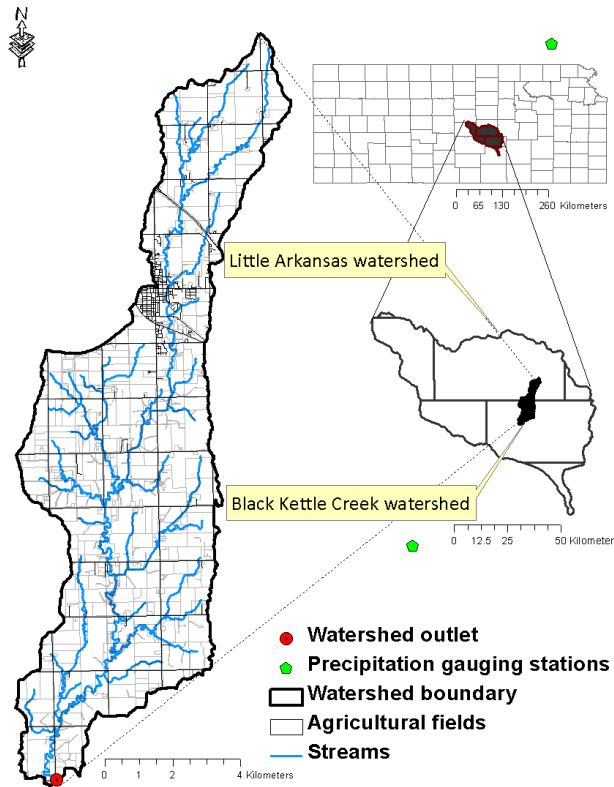 N
0 65 130 260 Kilometers
Little Arkansas watershed
Black Kettle Creek watershed
0 12.5 25 50 Kilometer
Watershed outlet
Precipitation gauging stations
Watershed boundary
Agricultural fields
Streams
0 1 2 4 Kilometers